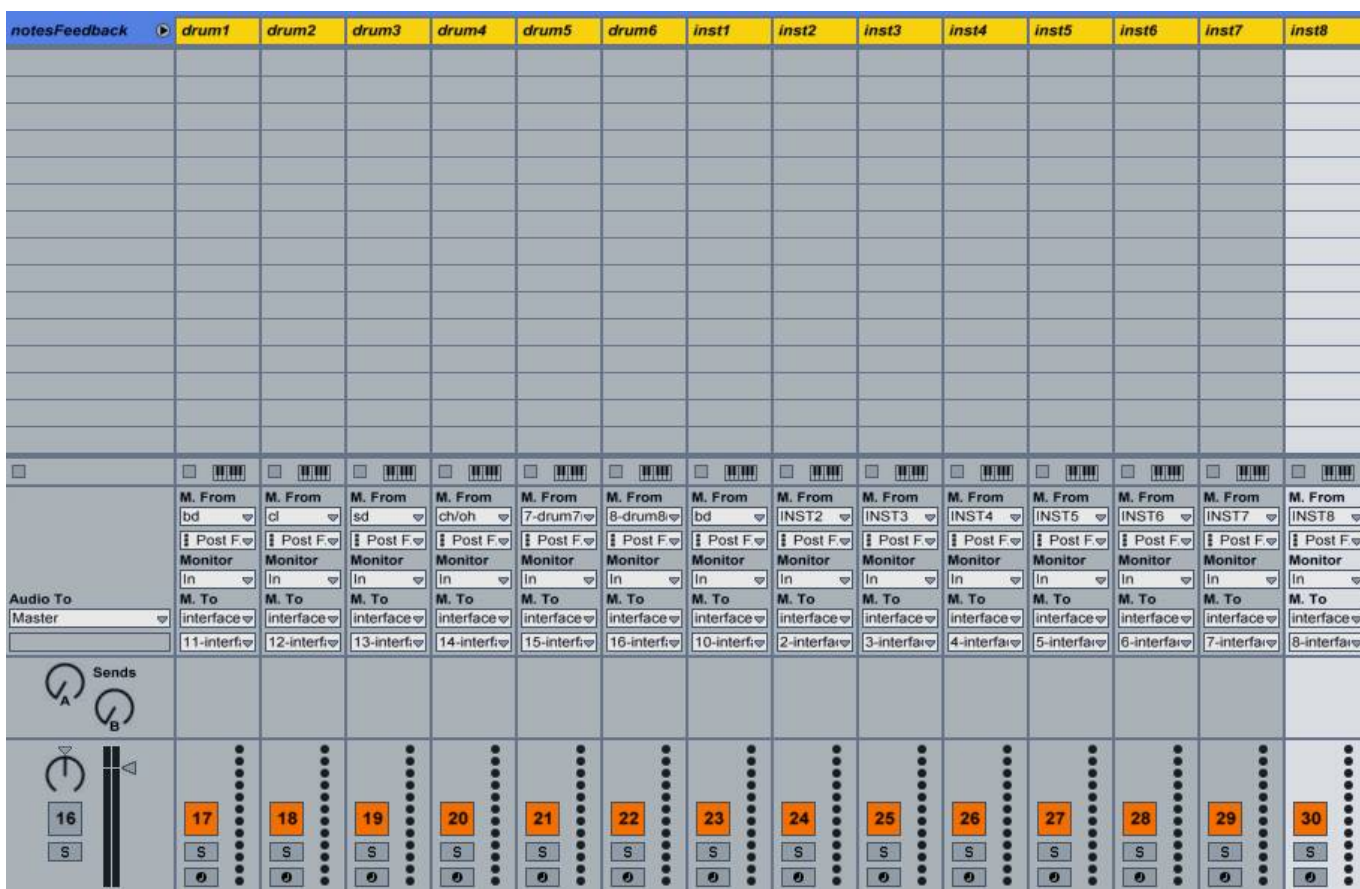 notesFeedback drum1 drum2 drum3 drum4 drum5 drum6 inst1 inst2 inst3 inst4 inst5 inst6 inst7 inst8
M. From M. From M. From M. From M. From M. From M. From M. From M. From M. From M. From M. From M. From M. From
bd cl sd ch/oh 7-drum7 8-drum8 bd INST2 INST3 INST4 INST5 INST6 INST7 INST8
Post F. Post F. Post F. Post F. Post F. Post F. Post F. Post F. Post F. Post F. Post F. Post F. Post F. Post F.
Monitor Monitor Monitor Monitor Monitor Monitor Monitor Monitor Monitor Monitor Monitor Monitor Monitor Monitor
In In In In In In In In In In In In In In
Audio To M. To M. To M. To M. To M. To M. To M. To M. To M. To M. To M. To M. To M. To M. To
Master interface interface interface interface interface interface interface interface interface interface interface interface interface interface
11-interf 12-interf 13-interf 14-interf 15-interf 16-interf 10-interf 2-interfa 3-interfa 4-interfa 5-interfa 6-interfa 7-interfa 8-interfa
Sends
A
B
16 17 18 19 20 21 22 23 24 25 26 27 28 29 30
S S S S S S S S S S S S S S S